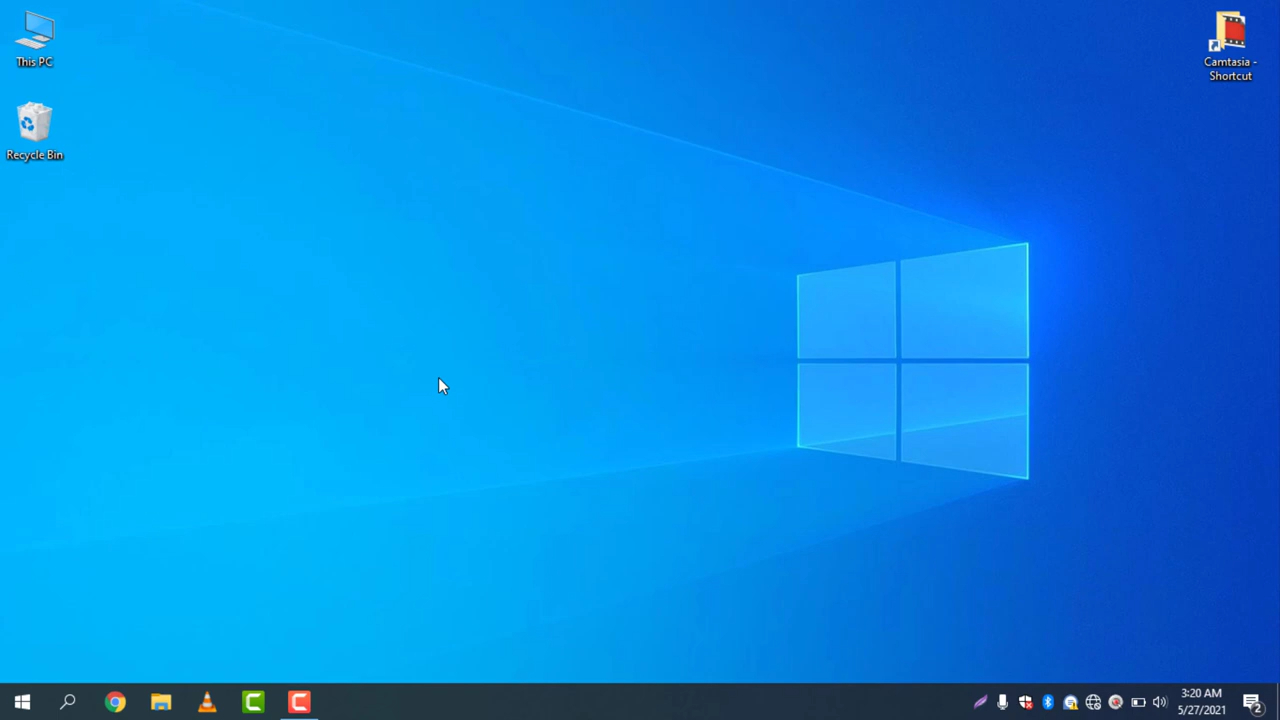 This PC
Recycle Bin
Camtasia -
Shortcut
3:20 AM
5/27/2021
2